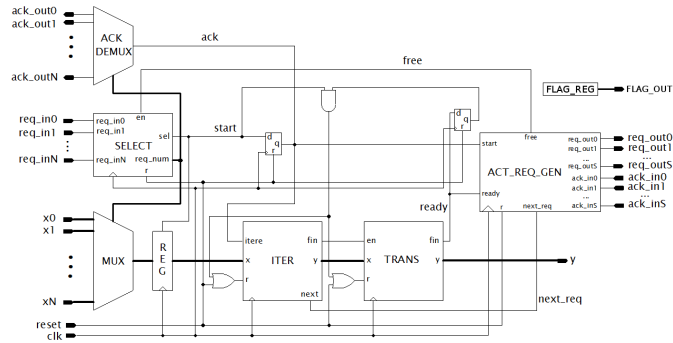 ack_out0
ack_out1
ack_outN
ACK
DEMUX
ack
free
FLAG_REG
FLAG_OUT
req_in0
req_in1
req_inN
en
req_in0
req_in1
SELECT
req_inN
sel
req_num
r
start
d
q
r
d
q
r
free
start
ACT_REQ_GEN
ready
r
next_req
req_out0
req_out1
...
req_outS
ack_in0
ack_in1
...
ack_inS
req_out0
req_out1
...
req_outS
ack_in0
ack_in1
...
ack_inS
ready
x0
x1
xN
MUX
R
E
G
itere
fin
x
ITER
y
r
next
en
fin
x
TRANS
y
r
y
next_req
reset
clk